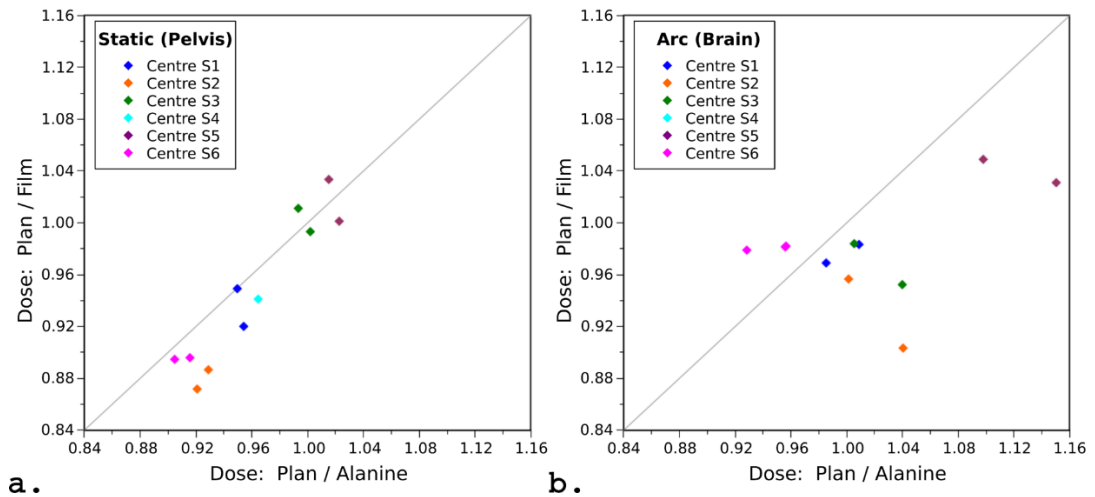 1.16
1.12
1.08
1.04
1.00
0.96
0.92
0.88
0.84
Dose: Plan / Film
Static (Pelvis)
Centre S1
Centre S2
Centre S3
Centre S4
Centre S5
Centre S6
0.84 0.88 0.92 0.96 1.00 1.04 1.08 1.12 1.16
Dose: Plan / Alanine
a.
1.16
1.12
1.08
1.04
1.00
0.96
0.92
0.88
0.84
Dose: Plan / Film
Arc (Brain)
Centre S1
Centre S2
Centre S3
Centre S4
Centre S5
Centre S6
0.84 0.88 0.92 0.96 1.00 1.04 1.08 1.12 1.16
Dose: Plan / Alanine
b.